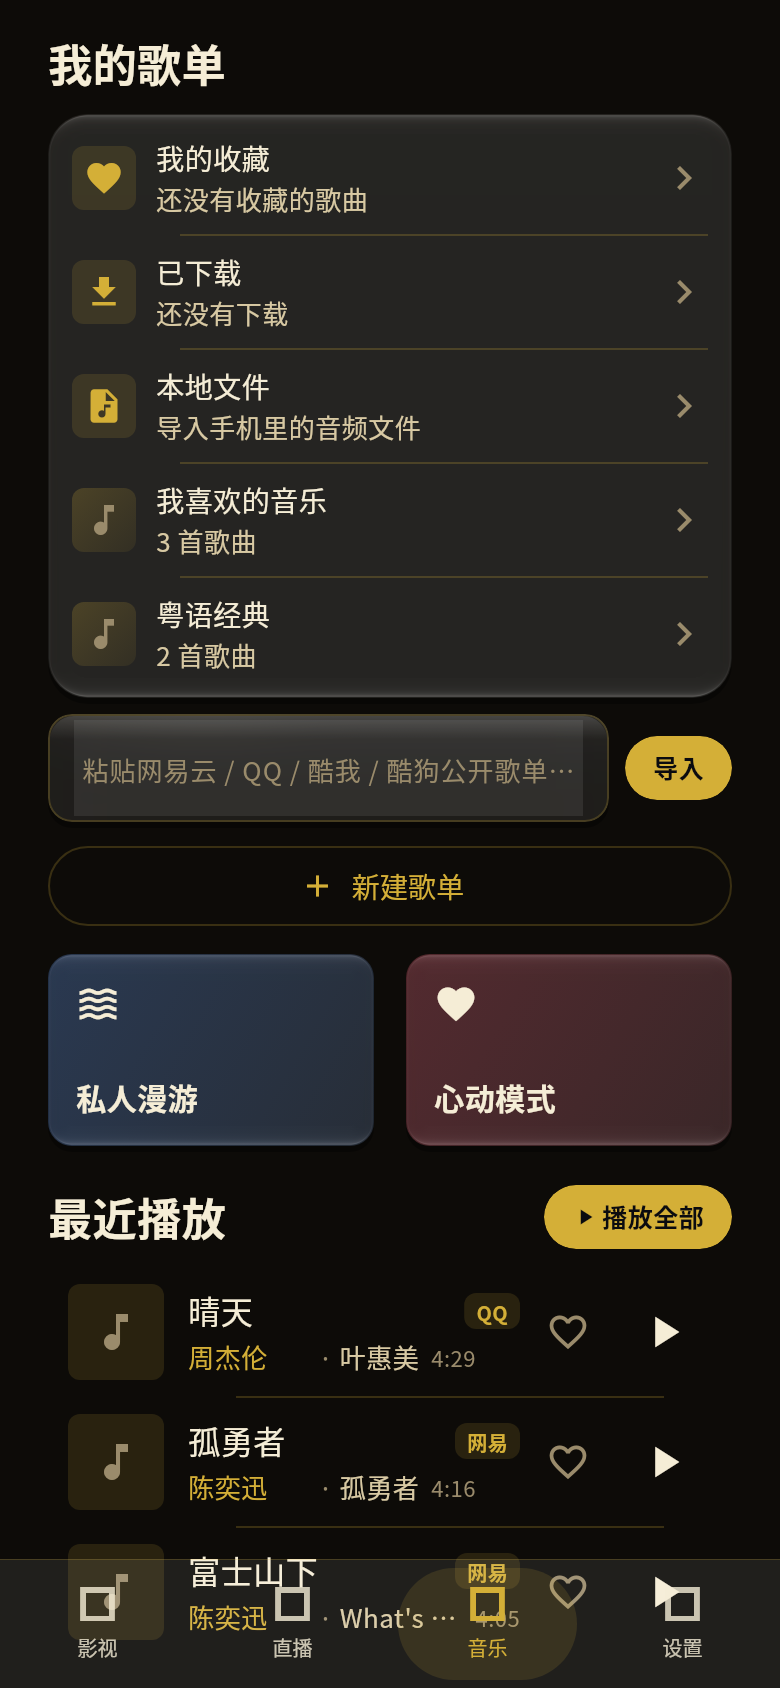 我的歌单
我的收藏
还没有收藏的歌曲
已下载
还没有下载
本地文件
导入手机里的音频文件
我喜欢的音乐
3 首歌曲
粤语经典
2 首歌曲
粘贴网易云 / QQ / 酷我 / 酷狗公开歌单…
导入
新建歌单
私人漫游
心动模式
最近播放
播放全部
晴天 QQ
周杰伦 · 叶惠美 4:29
孤勇者 网易
陈奕迅 · 孤勇者 4:16
富士山下 网易
陈奕迅 · What's … 4:05
影视 直播 音乐 设置